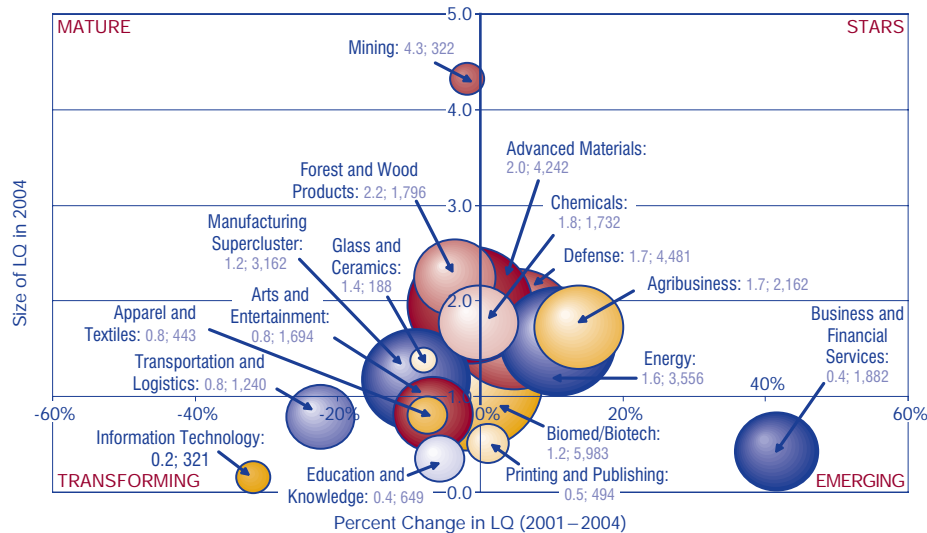 5.0
MATURE
STARS
Mining: 4.3; 322
4.0
Advanced Materials:
2.0; 4,242
Forest and Wood
Products: 2.2; 1,796
Chemicals:
1.8; 1,732
3.0
Manufacturing
Supercluster:
1.2; 3,162
Glass and
Ceramics:
1.4; 188
Defense: 1.7; 4,481
Agribusiness: 1.7; 2,162
Size of LQ in 2004
2.0
Apparel and
Textiles: 0.8; 443
Arts and
Entertainment:
0.8; 1,694
Business and
Financial
Services:
0.4; 1,882
Transportation and
Logistics: 0.8; 1,240
Energy:
1.6; 3,556
1.0
-60%
-40%
-20%
0%
20%
40%
60%
Information Technology:
0.2; 321
Biomed/Biotech:
1.2; 5,983
Education and
Knowledge: 0.4; 649
Printing and Publishing:
0.5; 494
TRANSFORMING
0.0
EMERGING
Percent Change in LQ (2001–2004)